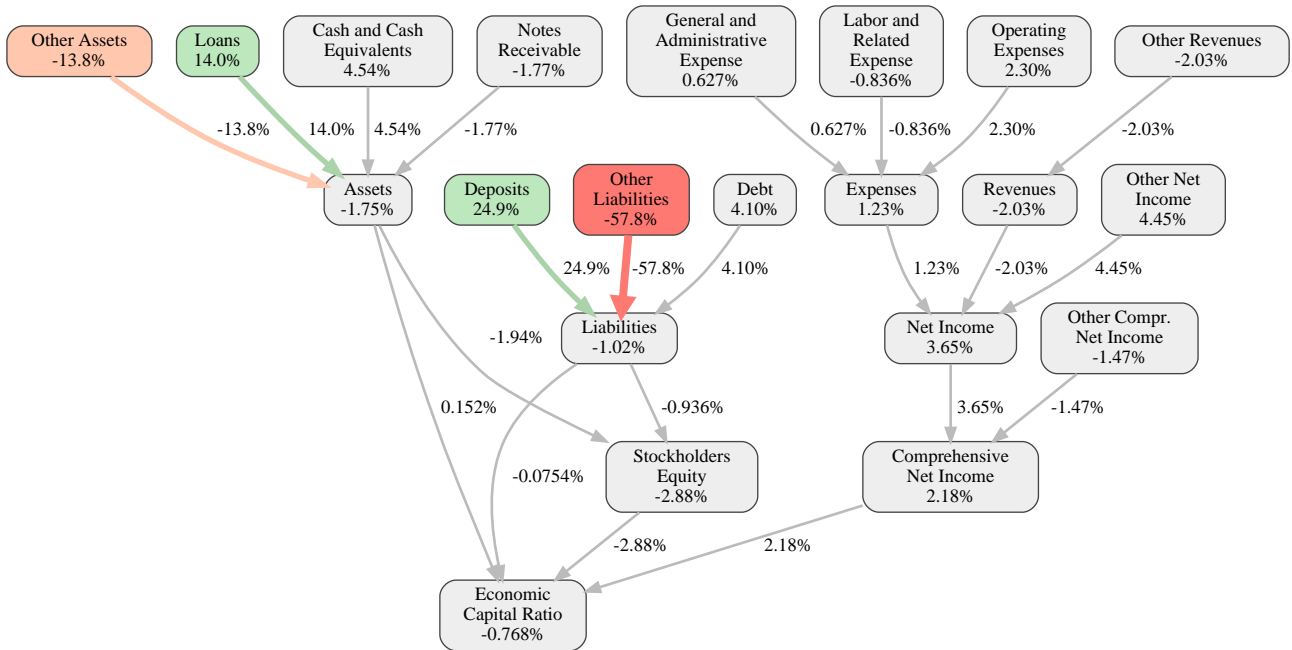 Other Assets
-13.8%
Loans
14.0%
Cash and Cash
Equivalents
4.54%
Notes
Receivable
-1.77%
General and
Administrative
Expense
0.627%
Labor and
Related
Expense
-0.836%
Operating
Expenses
2.30%
Other Revenues
-2.03%
-13.8%
14.0%
4.54%
-1.77%
0.627%
-0.836%
2.30%
-2.03%
Assets
-1.75%
Deposits
24.9%
Other
Liabilities
-57.8%
Debt
4.10%
Expenses
1.23%
Revenues
-2.03%
Other Net
Income
4.45%
24.9%
-57.8%
4.10%
1.23%
-2.03%
4.45%
-1.94%
Liabilities
-1.02%
Net Income
3.65%
Other Compr.
Net Income
-1.47%
0.152%
-0.936%
3.65%
-1.47%
-0.0754%
Stockholders
Equity
-2.88%
Comprehensive
Net Income
2.18%
-2.88%
2.18%
Economic
Capital Ratio
-0.768%